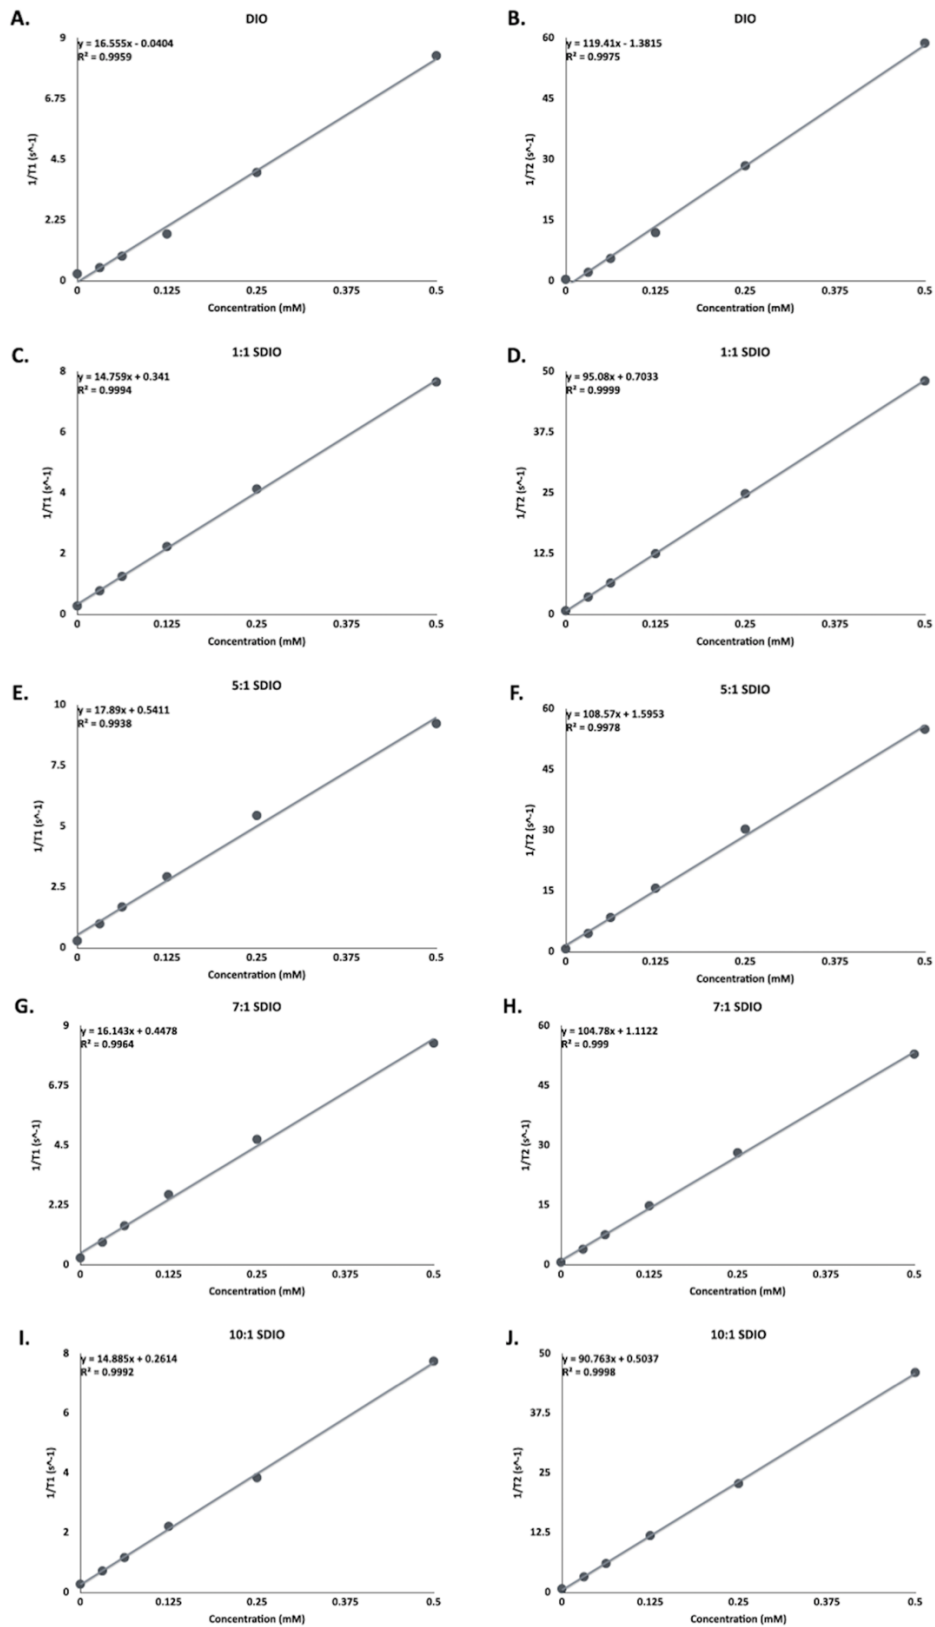 A.
DIO
y = 16.555x - 0.0404
R² = 0.9959
9
6.75
4.5
2.25
0
1/T1 (s^-1)
0 0.125 0.25 0.375 0.5
Concentration (mM)
B.
DIO
y = 119.41x - 1.3815
R² = 0.9975
60
45
30
15
0
1/T2 (s^-1)
0 0.125 0.25 0.375 0.5
Concentration (mM)
C.
1:1 SDIO
y = 14.759x + 0.341
R² = 0.9994
8
6
4
2
0
1/T1 (s^-1)
0 0.125 0.25 0.375 0.5
Concentration (mM)
D.
1:1 SDIO
y = 95.08x + 0.7033
R² = 0.9999
50
37.5
25
12.5
0
1/T2 (s^-1)
0 0.125 0.25 0.375 0.5
Concentration (mM)
E.
5:1 SDIO
y = 17.89x + 0.5411
R² = 0.9938
10
7.5
5
2.5
0
1/T1 (s^-1)
0 0.125 0.25 0.375 0.5
Concentration (mM)
F.
5:1 SDIO
y = 108.57x + 1.5953
R² = 0.9978
60
45
30
15
0
1/T2 (s^-1)
0 0.125 0.25 0.375 0.5
Concentration (mM)
G.
7:1 SDIO
y = 16.143x + 0.4478
R² = 0.9964
9
6.75
4.5
2.25
0
1/T1 (s^-1)
0 0.125 0.25 0.375 0.5
Concentration (mM)
H.
7:1 SDIO
y = 104.78x + 1.1122
R² = 0.999
60
45
30
15
0
1/T2 (s^-1)
0 0.125 0.25 0.375 0.5
Concentration (mM)
I.
10:1 SDIO
y = 14.885x + 0.2614
R² = 0.9992
8
6
4
2
0
1/T1 (s^-1)
0 0.125 0.25 0.375 0.5
Concentration (mM)
J.
10:1 SDIO
y = 90.763x + 0.5037
R² = 0.9998
50
37.5
25
12.5
0
1/T2 (s^-1)
0 0.125 0.25 0.375 0.5
Concentration (mM)